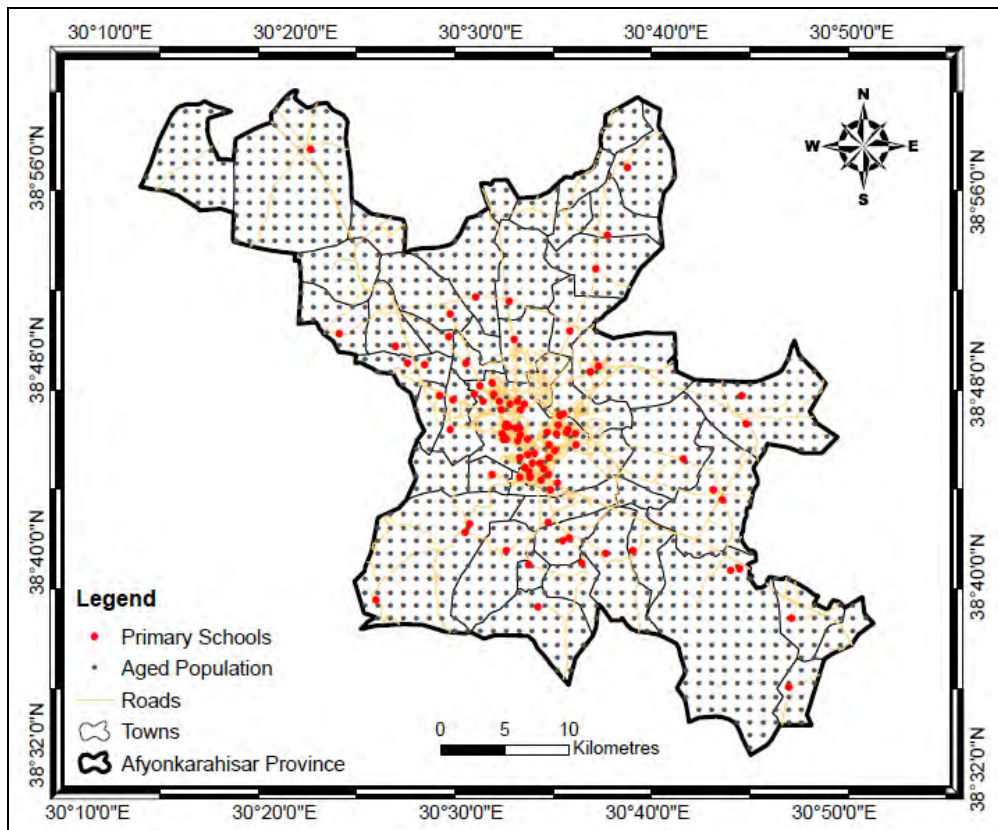 30°10'0"E 30°20'0"E 30°30'0"E 30°40'0"E 30°50'0"E
N
W E
S
38°56'0"N
38°56'0"N
38°48'0"N
38°48'0"N
38°40'0"N
38°40'0"N
38°32'0"N
38°32'0"N
Legend
Primary Schools
Aged Population
Roads
Towns
Afyonkarahisar Province
0 5 10
Kilometres
30°10'0"E 30°20'0"E 30°30'0"E 30°40'0"E 30°50'0"E